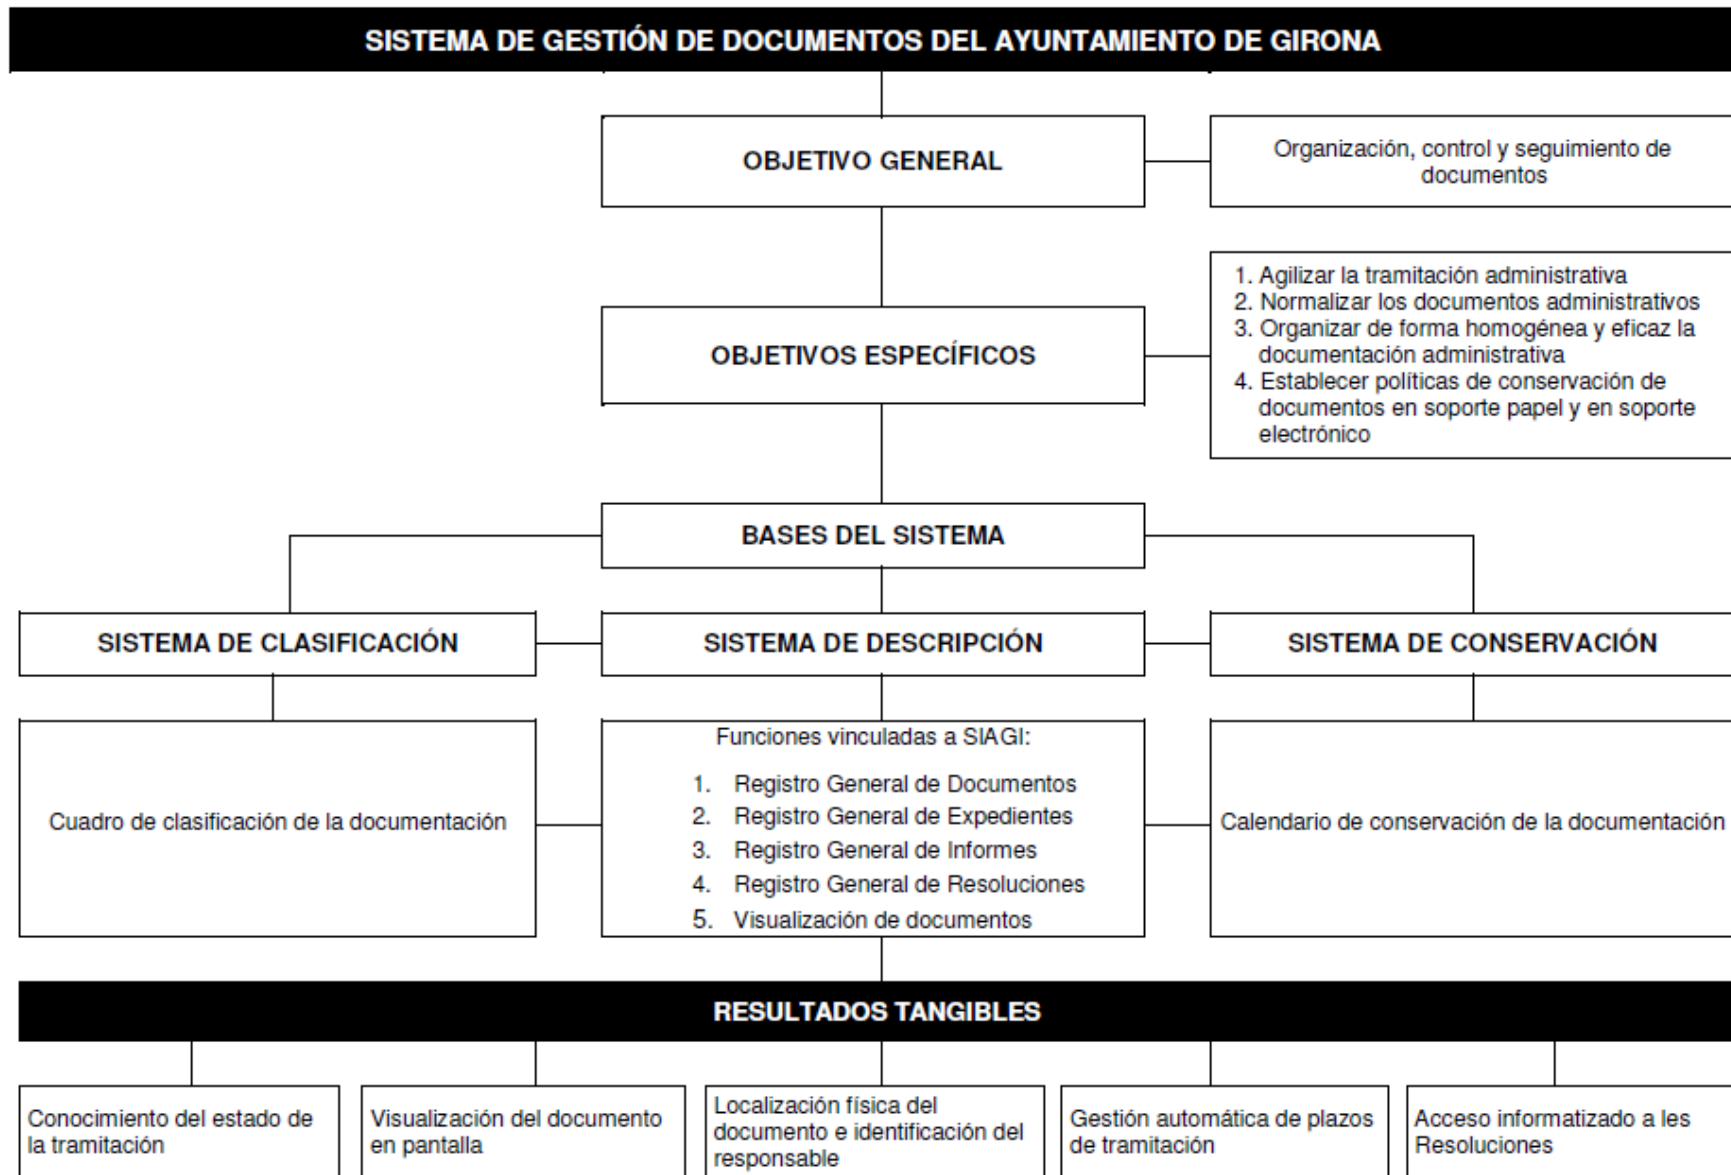 SISTEMA DE GESTIÓN DE DOCUMENTOS DEL AYUNTAMIENTO DE GIRONA
OBJETIVO GENERAL
Organización, control y seguimiento de
documentos
OBJETIVOS ESPECÍFICOS
1. Agilizar la tramitación administrativa
2. Normalizar los documentos administrativos
3. Organizar de forma homogénea y eficaz la
documentación administrativa
4. Establecer políticas de conservación de
documentos en soporte papel y en soporte
electrónico
BASES DEL SISTEMA
SISTEMA DE CLASIFICACIÓN
SISTEMA DE DESCRIPCIÓN
SISTEMA DE CONSERVACIÓN
Cuadro de clasificación de la documentación
Funciones vinculadas a SIAGI:
1. Registro General de Documentos
2. Registro General de Expedientes
3. Registro General de Informes
4. Registro General de Resoluciones
5. Visualización de documentos
Calendario de conservación de la documentación
RESULTADOS TANGIBLES
Conocimiento del estado de
la tramitación
Visualización del documento
en pantalla
Localización física del
documento e identificación del
responsable
Gestión automática de plazos
de tramitación
Acceso informatizado a les
Resoluciones